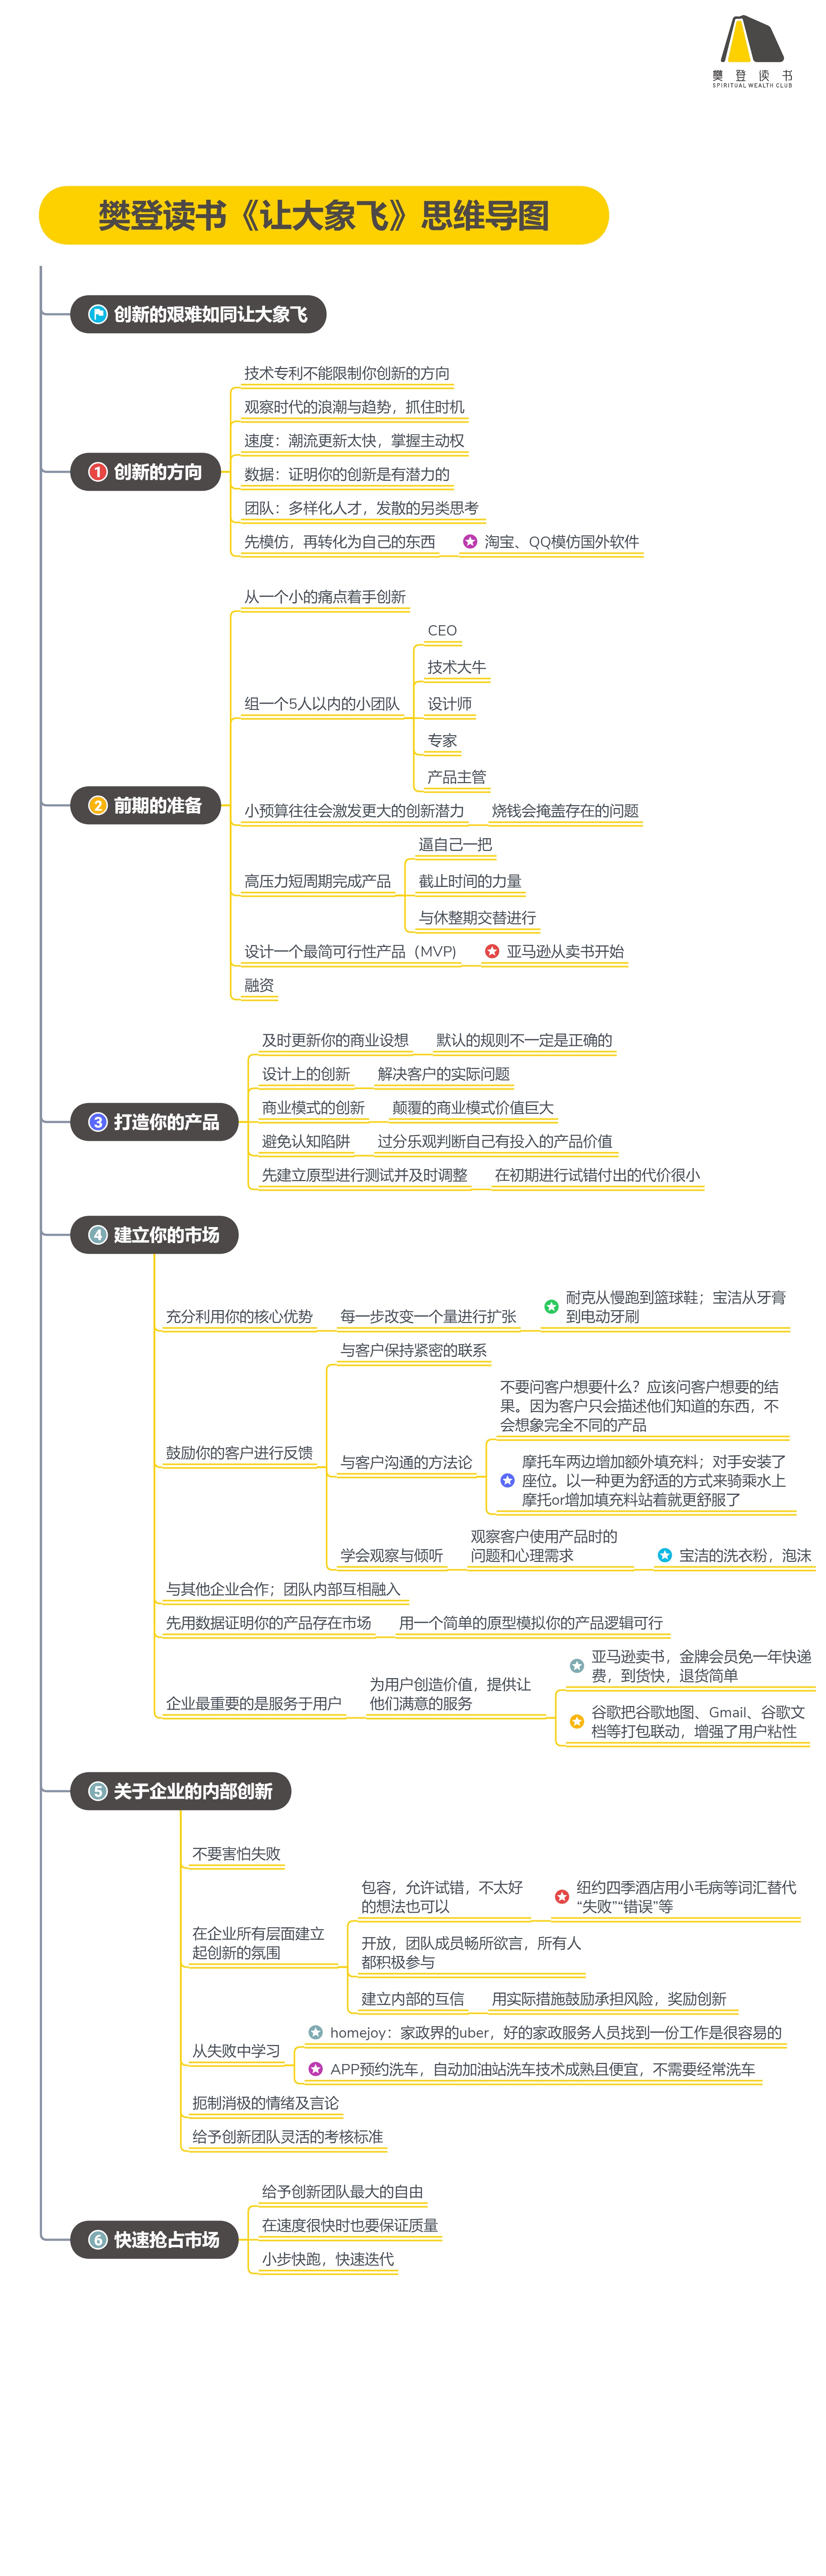 樊登读书
SPIRITUAL WEALTH CLUB
樊登读书《让大象飞》思维导图
创新的艰难如同让大象飞
1 创新的方向
技术专利不能限制你创新的方向
观察时代的浪潮与趋势，抓住时机
速度：潮流更新太快，掌握主动权
数据：证明你的创新是有潜力的
团队：多样化人才，发散的另类思考
先模仿，再转化为自己的东西
淘宝、QQ模仿国外软件
2 前期的准备
从一个小的痛点着手创新
组一个5人以内的小团队
CEO
技术大牛
设计师
专家
产品主管
小预算往往会激发更大的创新潜力
烧钱会掩盖存在的问题
高压力短周期完成产品
逼自己一把
截止时间的力量
与休整期交替进行
设计一个最简可行性产品（MVP)
亚马逊从卖书开始
融资
3 打造你的产品
及时更新你的商业设想
默认的规则不一定是正确的
设计上的创新
解决客户的实际问题
商业模式的创新
颠覆的商业模式价值巨大
避免认知陷阱
过分乐观判断自己有投入的产品价值
先建立原型进行测试并及时调整
在初期进行试错付出的代价很小
4 建立你的市场
充分利用你的核心优势
每一步改变一个量进行扩张
耐克从慢跑到篮球鞋；宝洁从牙膏
到电动牙刷
鼓励你的客户进行反馈
与客户保持紧密的联系
与客户沟通的方法论
不要问客户想要什么？应该问客户想要的结
果。因为客户只会描述他们知道的东西，不
会想象完全不同的产品
摩托车两边增加额外填充料；对手安装了
座位。以一种更为舒适的方式来骑乘水上
摩托or增加填充料站着就更舒服了
学会观察与倾听
观察客户使用产品时的
问题和心理需求
宝洁的洗衣粉，泡沫
与其他企业合作；团队内部互相融入
先用数据证明你的产品存在市场
用一个简单的原型模拟你的产品逻辑可行
企业最重要的是服务于用户
为用户创造价值，提供让
他们满意的服务
亚马逊卖书，金牌会员免一年快递
费，到货快，退货简单
谷歌把谷歌地图、Gmail、谷歌文
档等打包联动，增强了用户粘性
5 关于企业的内部创新
不要害怕失败
在企业所有层面建立
起创新的氛围
包容，允许试错，不太好
的想法也可以
纽约四季酒店用小毛病等词汇替代
“失败”“错误”等
开放，团队成员畅所欲言，所有人
都积极参与
建立内部的互信
用实际措施鼓励承担风险，奖励创新
从失败中学习
homejoy：家政界的uber，好的家政服务人员找到一份工作是很容易的
APP预约洗车，自动加油站洗车技术成熟且便宜，不需要经常洗车
扼制消极的情绪及言论
给予创新团队灵活的考核标准
6 快速抢占市场
给予创新团队最大的自由
在速度很快时也要保证质量
小步快跑，快速迭代